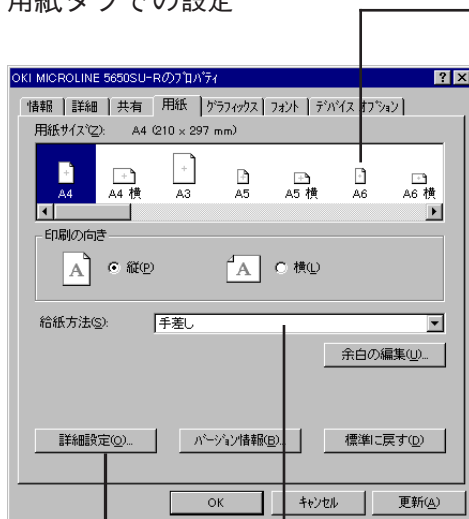 用紙タブでの設定
OKI MICROLINE 5650SU-Rのプロパティ
情報 詳細 共有 用紙 グラフィックス フォント デバイス オプション
用紙サイズ(Z): A4 (210 x 297 mm)
A4 A4 横 A3 A5 A5 横 A6 A6 横
印刷の向き
A 縦(P) A 横(L)
給紙方法(S): 手差し
余白の編集(U)...
詳細設定(O)... バージョン情報(B)... 標準に戻す(D)
OK キャンセル 更新(A)